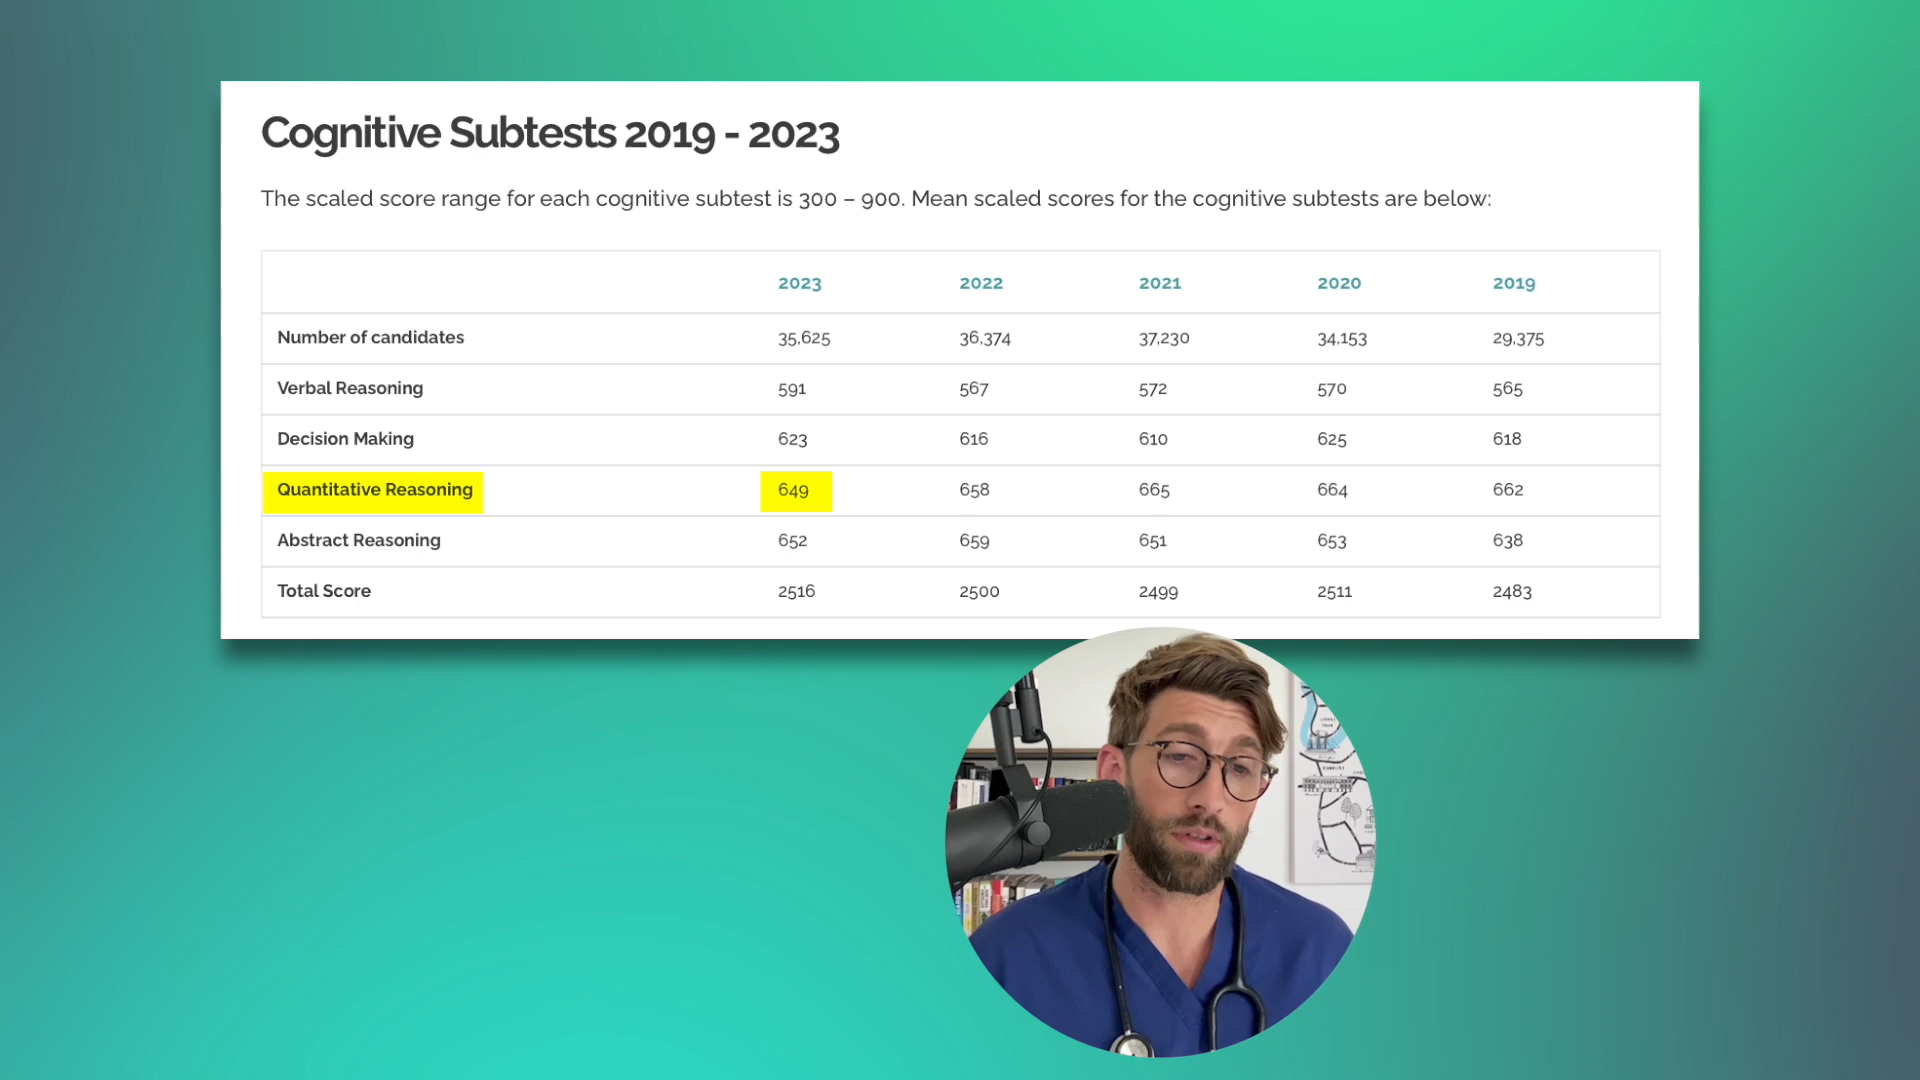 Cognitive Subtests 2019 - 2023
The scaled score range for each cognitive subtest is 300 – 900. Mean scaled scores for the cognitive subtests are below:
2023 2022 2021 2020 2019
Number of candidates 35,625 36,374 37,230 34,153 29,375
Verbal Reasoning 591 567 572 570 565
Decision Making 623 616 610 625 618
Quantitative Reasoning 649 658 665 664 662
Abstract Reasoning 652 659 651 653 638
Total Score 2516 2500 2499 2511 2483